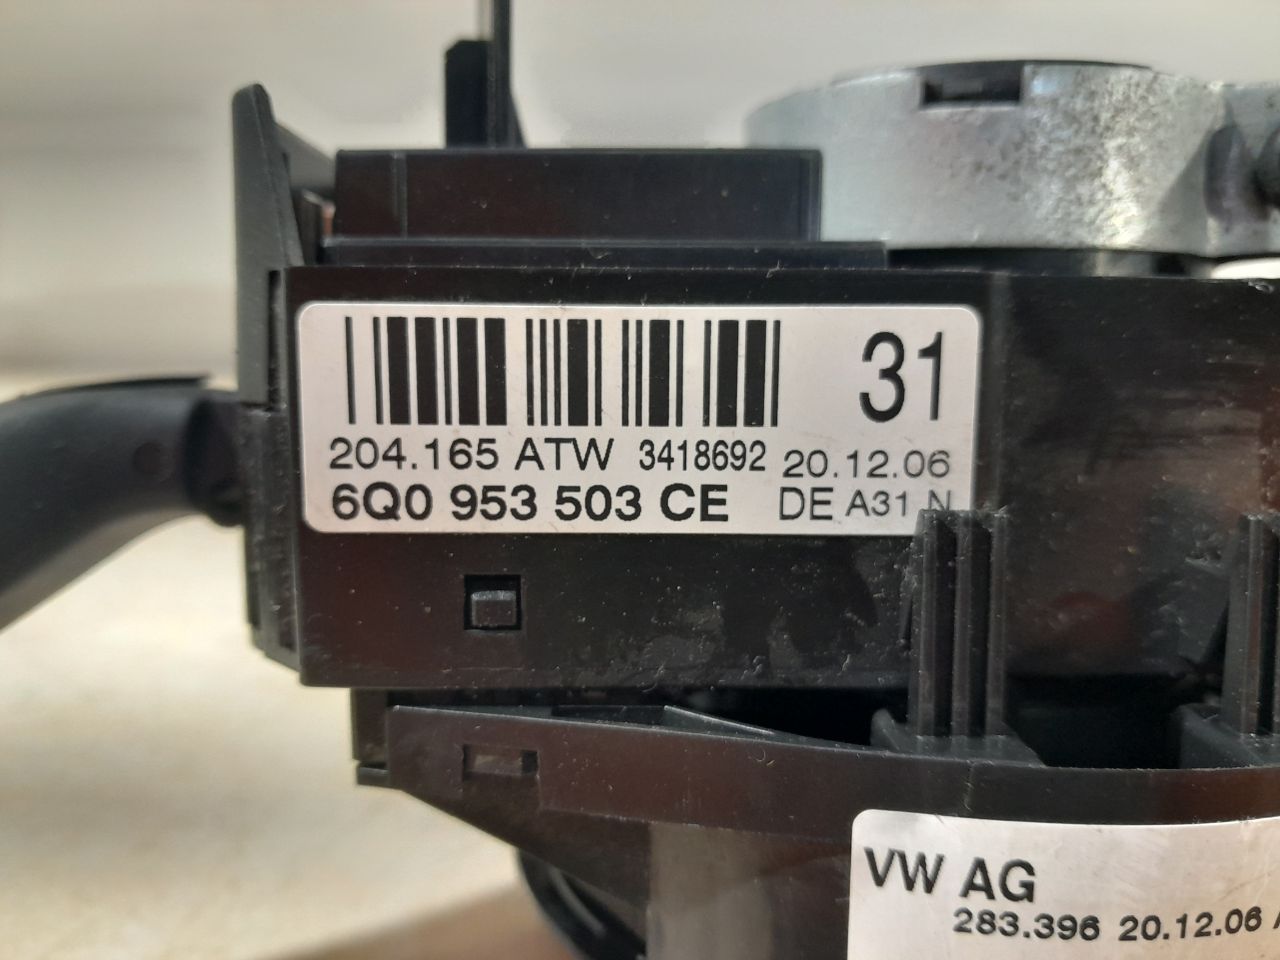 31
204.165 ATW 3418692 20.12.06
6Q0 953 503 CE DE A31 N
VW AG
283.396 20.12.06